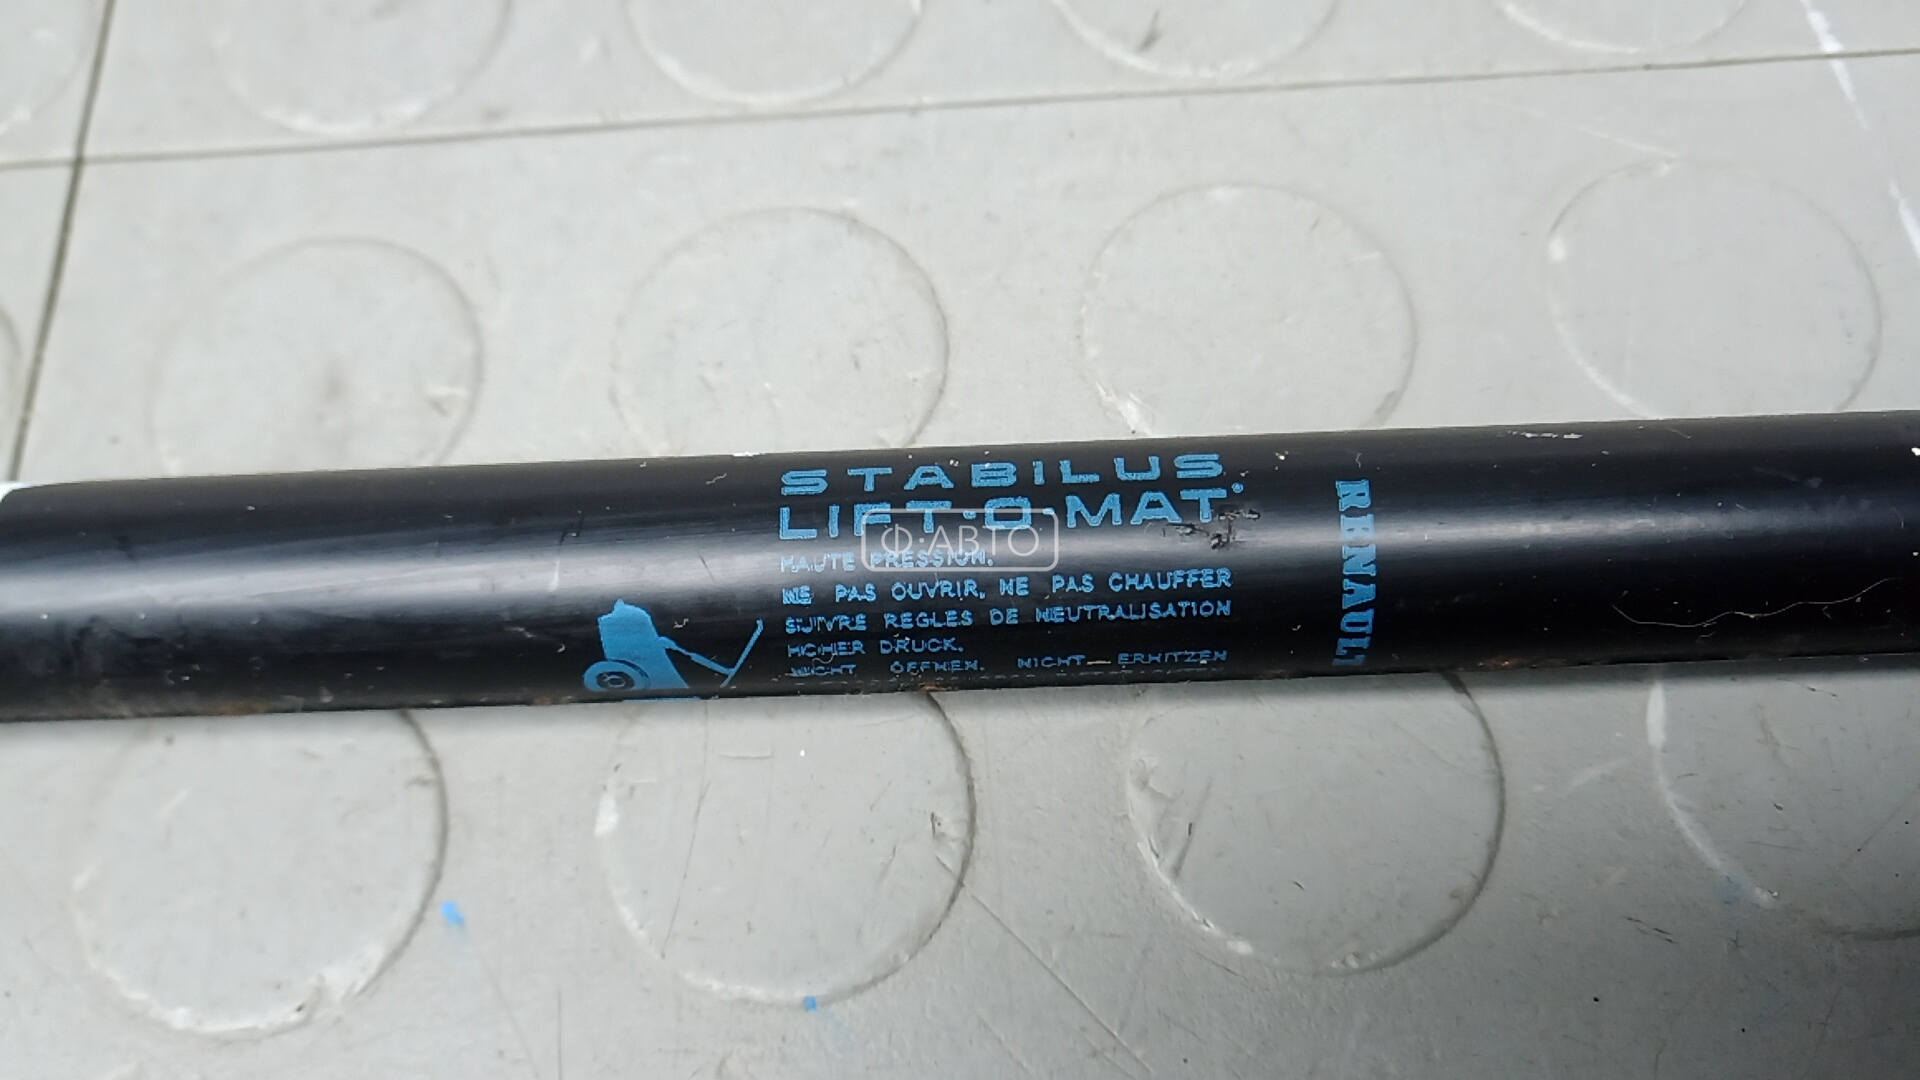 STABILUS
LIFT·O·MAT
Ф·АВТО
HAUTE PRESSION.
NE PAS OUVRIR. NE PAS CHAUFFER
SUIVRE REGLES DE NEUTRALISATION
HOHER DRUCK.
NICHT ÖFFNEN. NICHT ERHITZEN
RENAULT